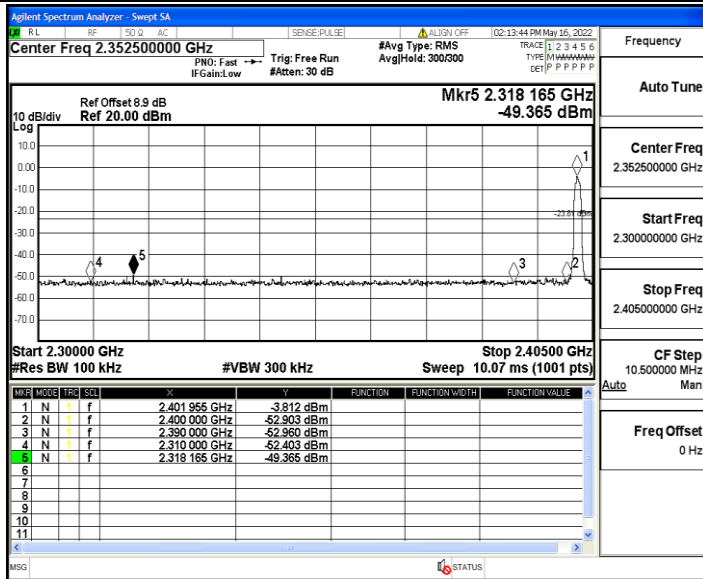 Agilent Spectrum Analyzer - Swept SA
RL RF 50 Ω AC SENSE:PULSE ALIGN OFF 02:13:44 PM May 16, 2022
Center Freq 2.352500000 GHz
PNO: Fast
IFGain:Low
Trig: Free Run
#Atten: 30 dB
#Avg Type: RMS
Avg|Hold: 300/300
TRACE 1 2 3 4 5 6
TYPE M WWWWW
DET P P P P P P
Mkr5 2.318 165 GHz
-49.365 dBm
Ref Offset 8.9 dB
10 dB/div Ref 20.00 dBm
Log
10.0
0.00
-10.0
-20.0
-30.0
-40.0
-50.0
-60.0
-70.0
1
-23.81 dBm
4
5
3
2
Start 2.30000 GHz Stop 2.40500 GHz
#Res BW 100 kHz #VBW 300 kHz Sweep 10.07 ms (1001 pts)
MKR MODE TRC SCL X Y FUNCTION FUNCTION WIDTH FUNCTION VALUE
1 N 1 f 2.401 955 GHz -3.812 dBm
2 N 1 f 2.400 000 GHz -52.903 dBm
3 N 1 f 2.390 000 GHz -52.960 dBm
4 N 1 f 2.310 000 GHz -52.403 dBm
5 N 1 f 2.318 165 GHz -49.365 dBm
6
7
8
9
10
11
MSG STATUS
Frequency
Auto Tune
Center Freq
2.352500000 GHz
Start Freq
2.300000000 GHz
Stop Freq
2.405000000 GHz
CF Step
10.500000 MHz
Auto Man
Freq Offset
0 Hz